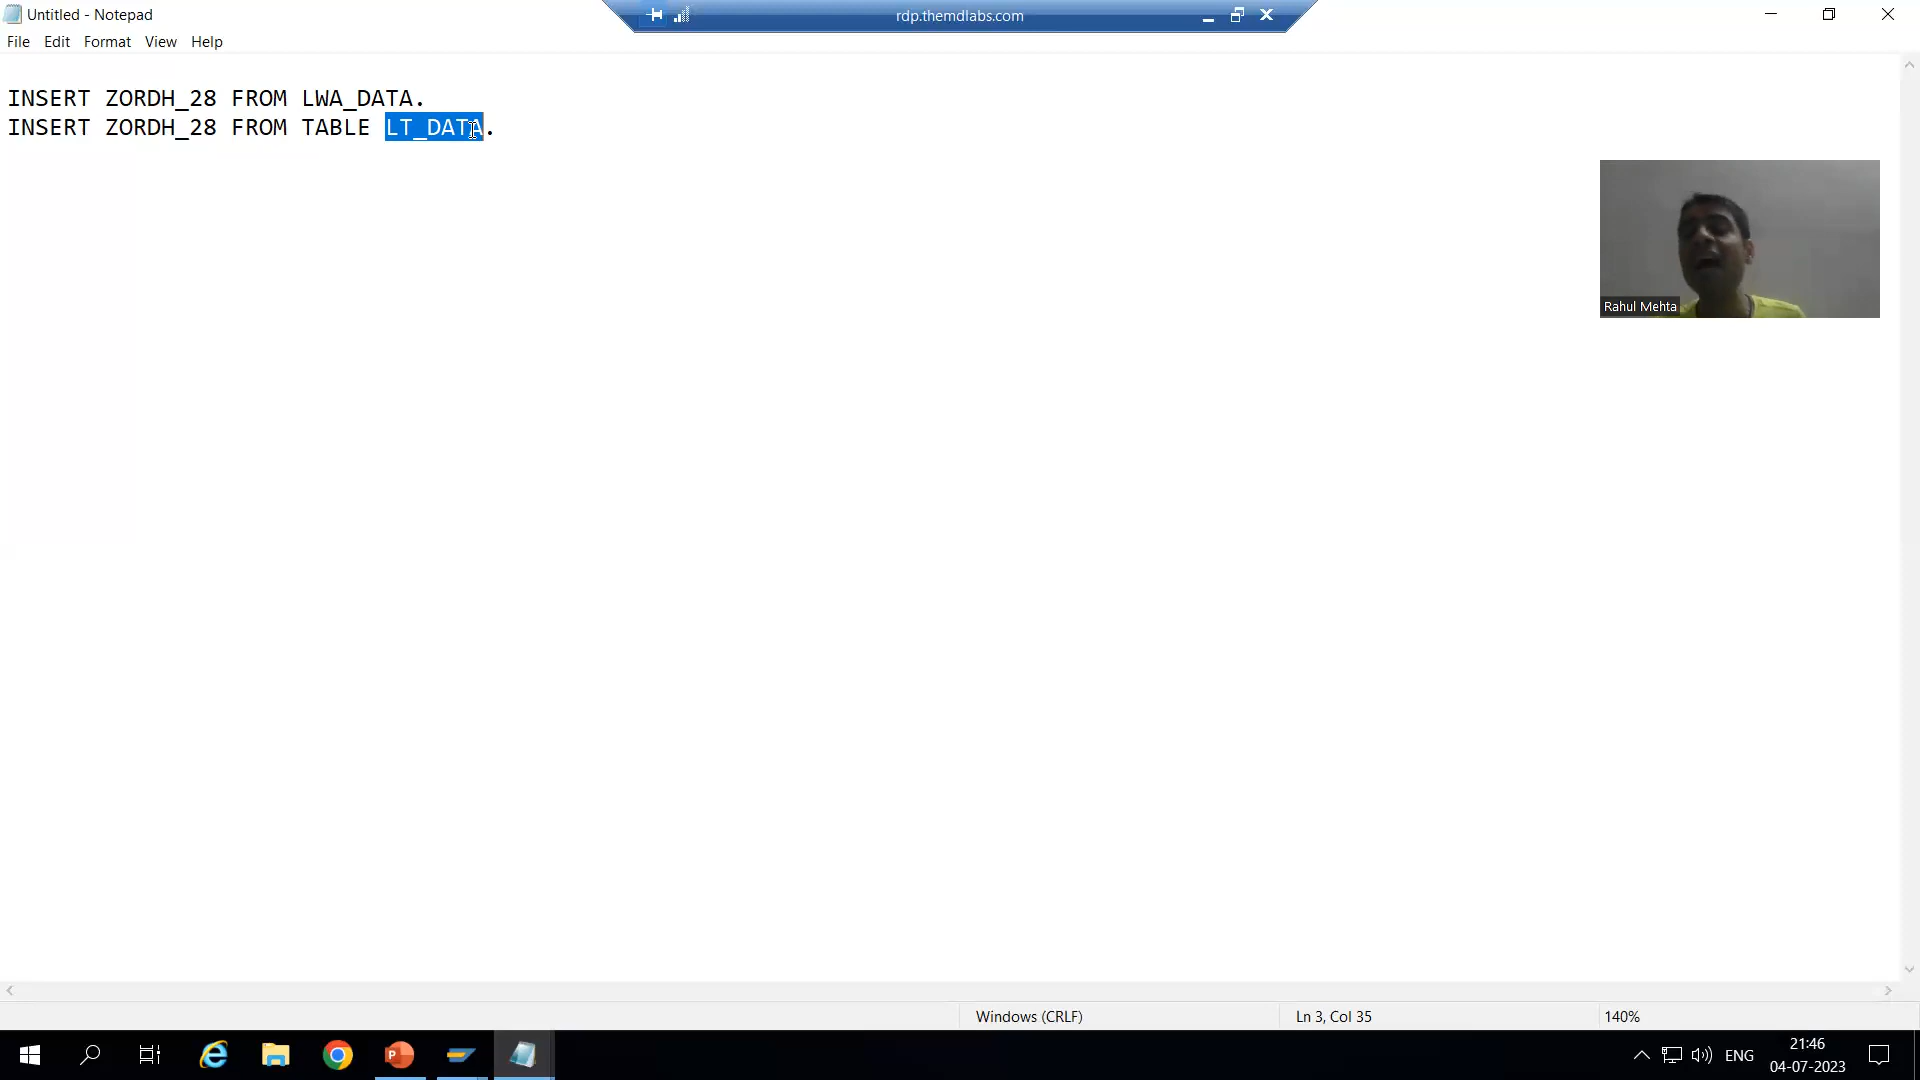 Untitled - Notepad
rdp.themdlabs.com
File Edit Format View Help
INSERT ZORDH_28 FROM LWA_DATA.
INSERT ZORDH_28 FROM TABLE LT_DATA.
Rahul Mehta
Windows (CRLF) Ln 3, Col 35 140%
ENG
21:46
04-07-2023